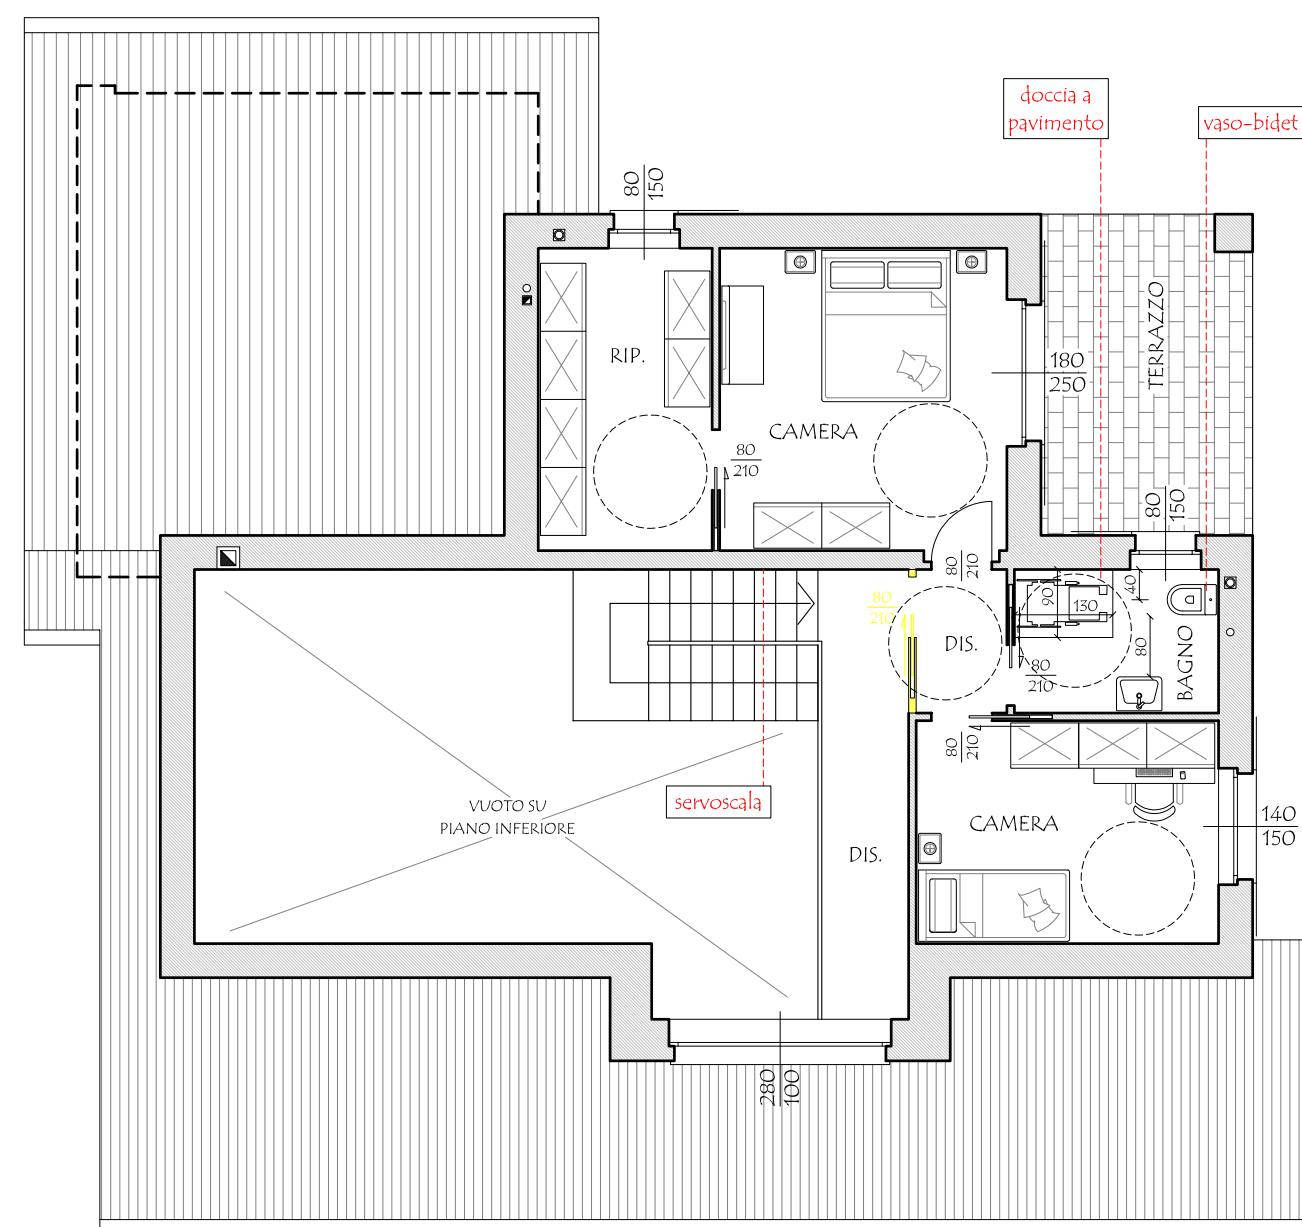 doccia a
pavimento
vaso-bidet
80
150
RIP.
TERRAZZO
180
250
CAMERA
80
210
80
150
80
210
80
210
90
130
40
DIS.
80
BAGNO
80
210
80
210
VUOTO SU
PIANO INFERIORE
servoscala
CAMERA
140
150
DIS.
280
100